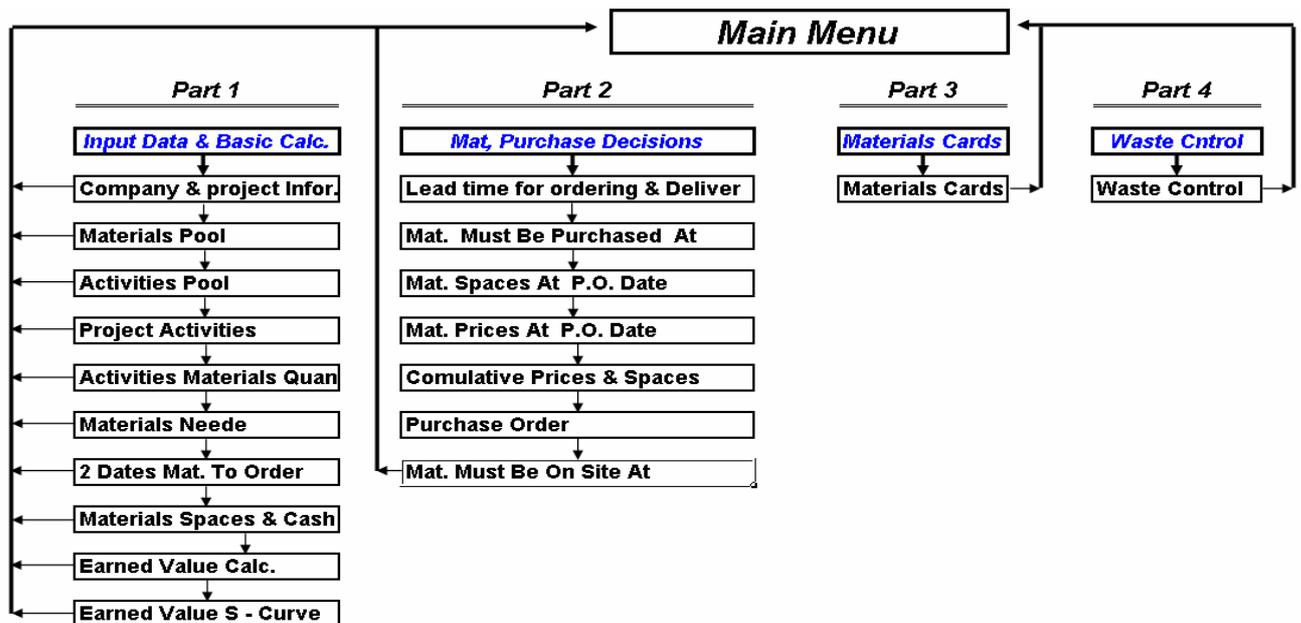 Main Menu
Part 1
Input Data & Basic Calc.
Company & project Infor.
Materials Pool
Activities Pool
Project Activities
Activities Materials Quan
Materials Neede
2 Dates Mat. To Order
Materials Spaces & Cash
Earned Value Calc.
Earned Value S - Curve
Part 2
Mat, Purchase Decisions
Lead time for ordering & Deliver
Mat. Must Be Purchased At
Mat. Spaces At P.O. Date
Mat. Prices At P.O. Date
Comulative Prices & Spaces
Purchase Order
Mat. Must Be On Site At
Part 3
Materials Cards
Materials Cards
Part 4
Waste Cntrol
Waste Control